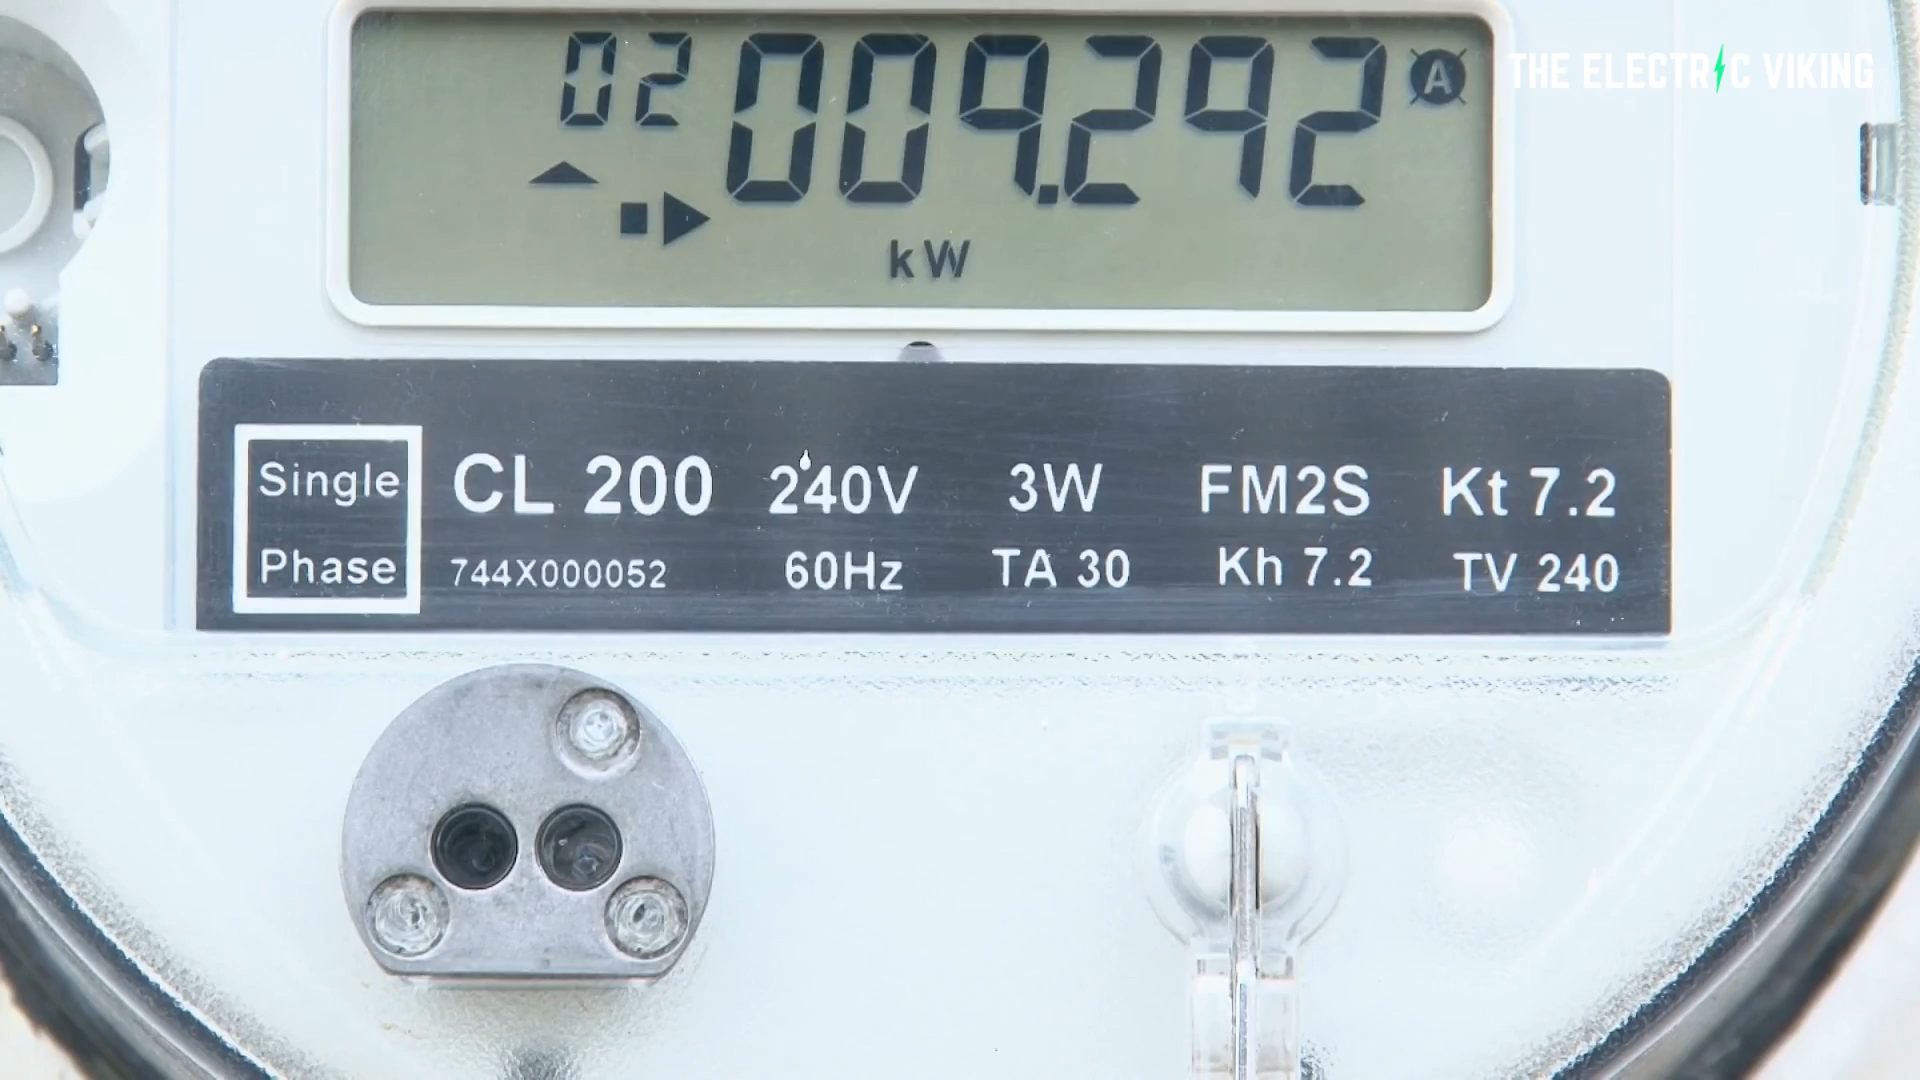 THE ELECTRIC VIKING
02 009.292 A
kW
Single Phase
CL 200 240V 3W FM2S Kt 7.2
744X000052 60Hz TA 30 Kh 7.2 TV 240